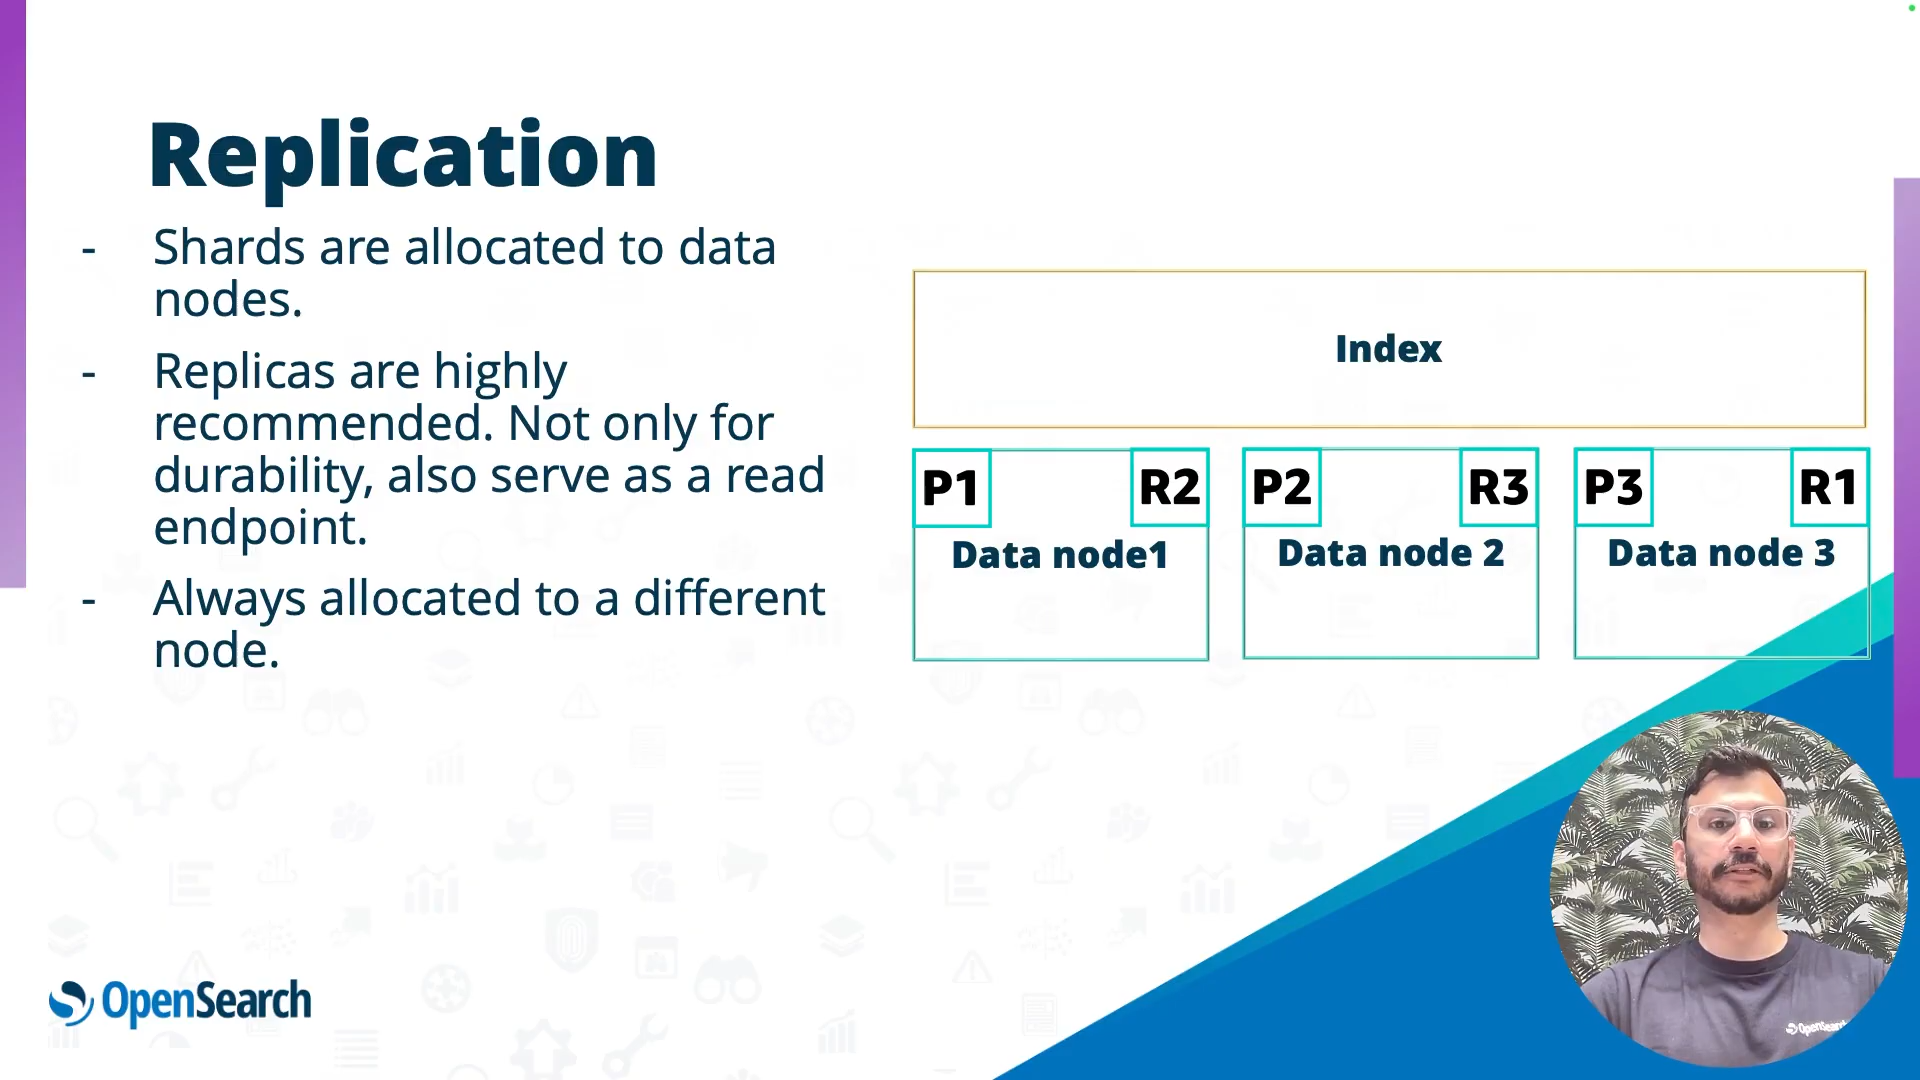 Replication
- Shards are allocated to data
nodes.
- Replicas are highly
recommended. Not only for
durability, also serve as a read
endpoint.
- Always allocated to a different
node.
Index
P1 R2 P2 R3 P3 R1
Data node1 Data node 2 Data node 3
OpenSearch
OpenSearch